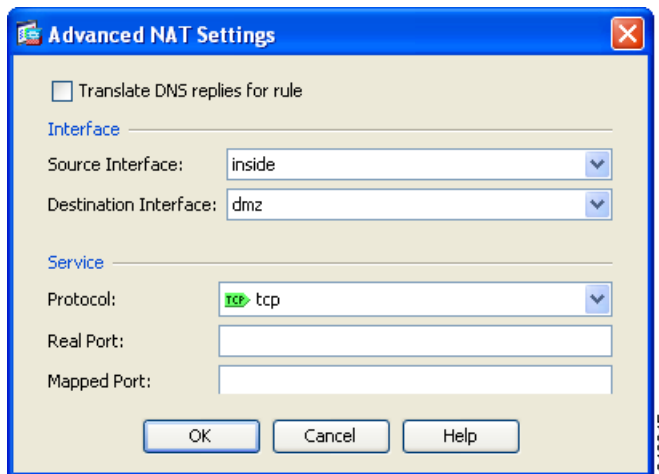 Advanced NAT Settings
Translate DNS replies for rule
Interface
Source Interface: inside
Destination Interface: dmz
Service
Protocol: TCP tcp
Real Port:
Mapped Port:
OK Cancel Help